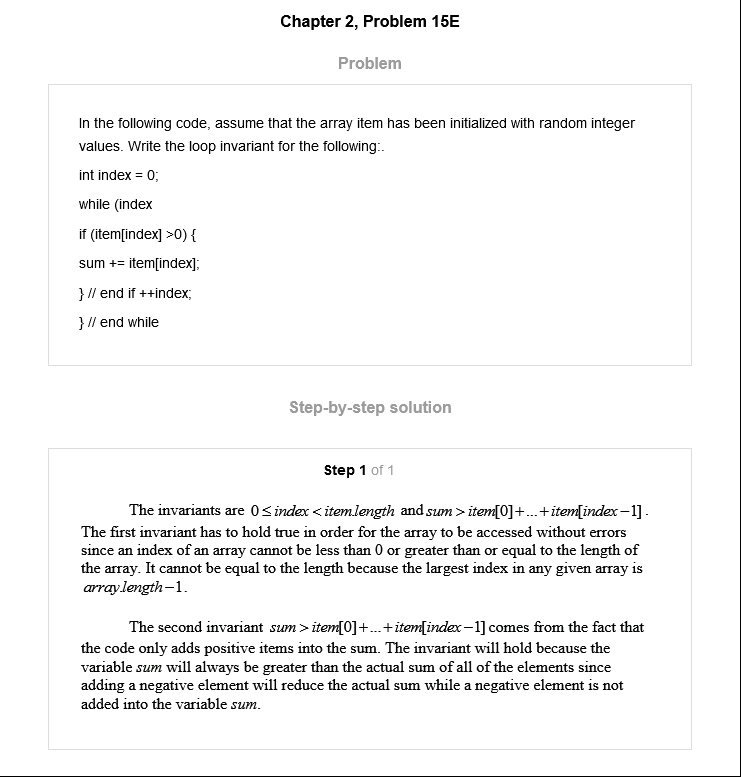 Chapter 2, Problem 15E
Problem
In the following code, assume that the array item has been initialized with random integer
values. Write the loop invariant for the following:.
int index = 0;
while (index
if (item[index] >0) {
sum += item[index];
} // end if ++index;
} // end while
Step-by-step solution
Step 1 of 1
The invariants are 0 ≤ index < item.length and sum > item[0]+...+item[index−1].
The first invariant has to hold true in order for the array to be accessed without errors
since an index of an array cannot be less than 0 or greater than or equal to the length of
the array. It cannot be equal to the length because the largest index in any given array is
array.length−1.
The second invariant sum > item[0]+...+item[index−1] comes from the fact that
the code only adds positive items into the sum. The invariant will hold because the
variable sum will always be greater than the actual sum of all of the elements since
adding a negative element will reduce the actual sum while a negative element is not
added into the variable sum.